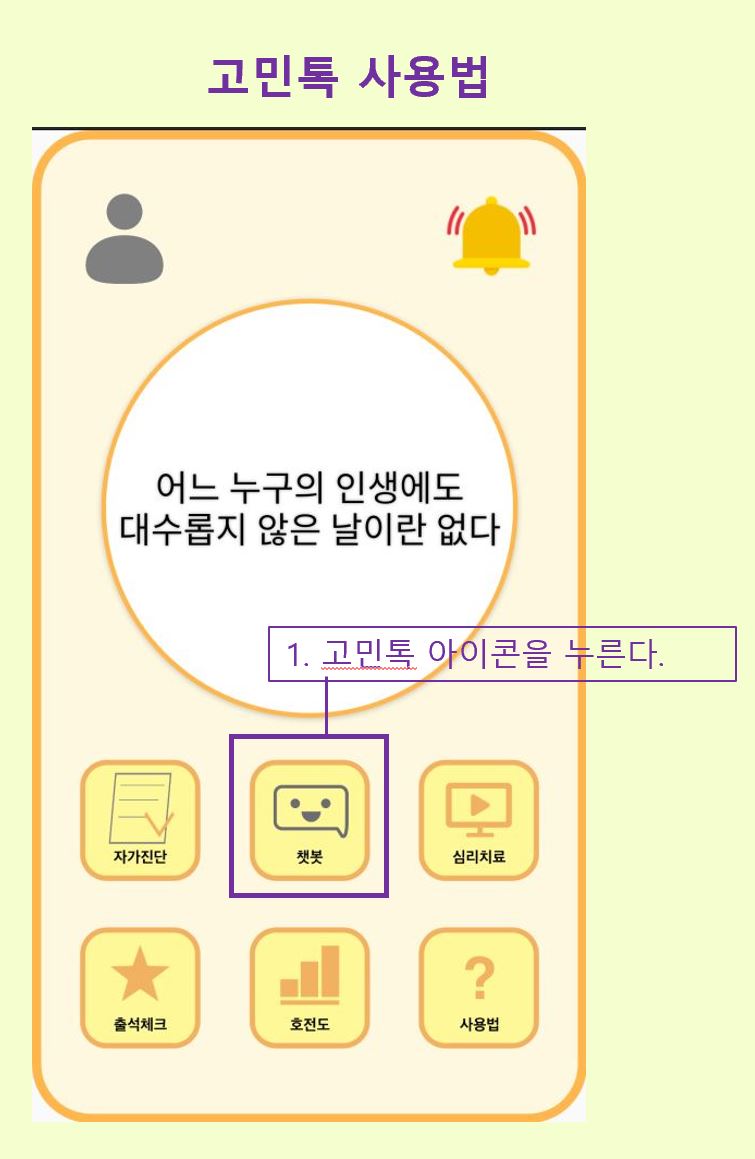 고민톡 사용법
어느 누구의 인생에도
대수롭지 않은 날이란 없다
1. 고민톡 아이콘을 누른다.
자가진단
챗봇
심리치료
출석체크
호전도
?
사용법